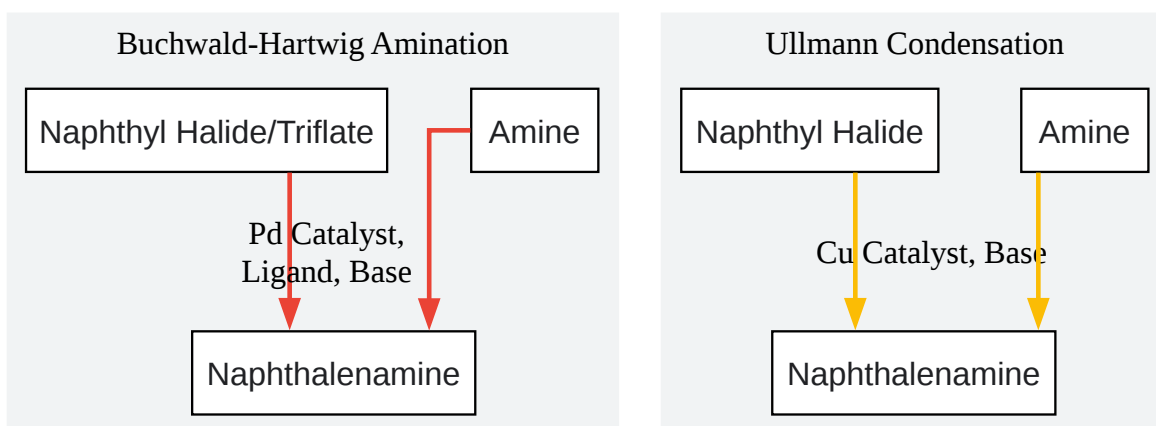 Buchwald-Hartwig Amination
Naphthyl Halide/Triflate
Amine
Pd Catalyst,
Ligand, Base
Naphthalenamine
Ullmann Condensation
Naphthyl Halide
Amine
Cu Catalyst, Base
Naphthalenamine